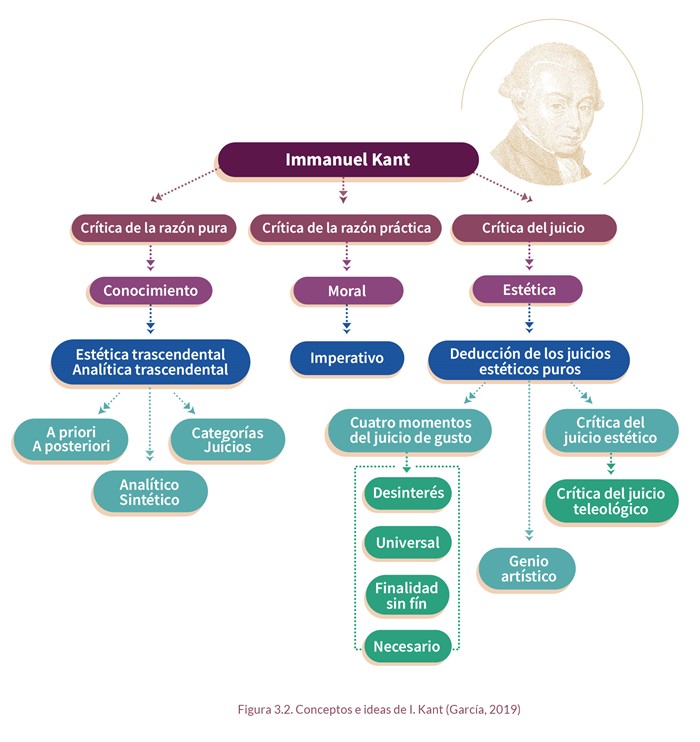 Immanuel Kant
Crítica de la razón pura
Crítica de la razón práctica
Crítica del juicio
Conocimiento
Moral
Estética
Estética trascendental
Analítica trascendental
Imperativo
Deducción de los juicios
estéticos puros
A priori
A posteriori
Categorías
Juicios
Analítico
Sintético
Cuatro momentos
del juicio de gusto
Crítica del
juicio estético
Desinterés
Universal
Finalidad
sin fín
Necesario
Crítica del juicio
teleológico
Genio
artístico
Figura 3.2. Conceptos e ideas de I. Kant (García, 2019)